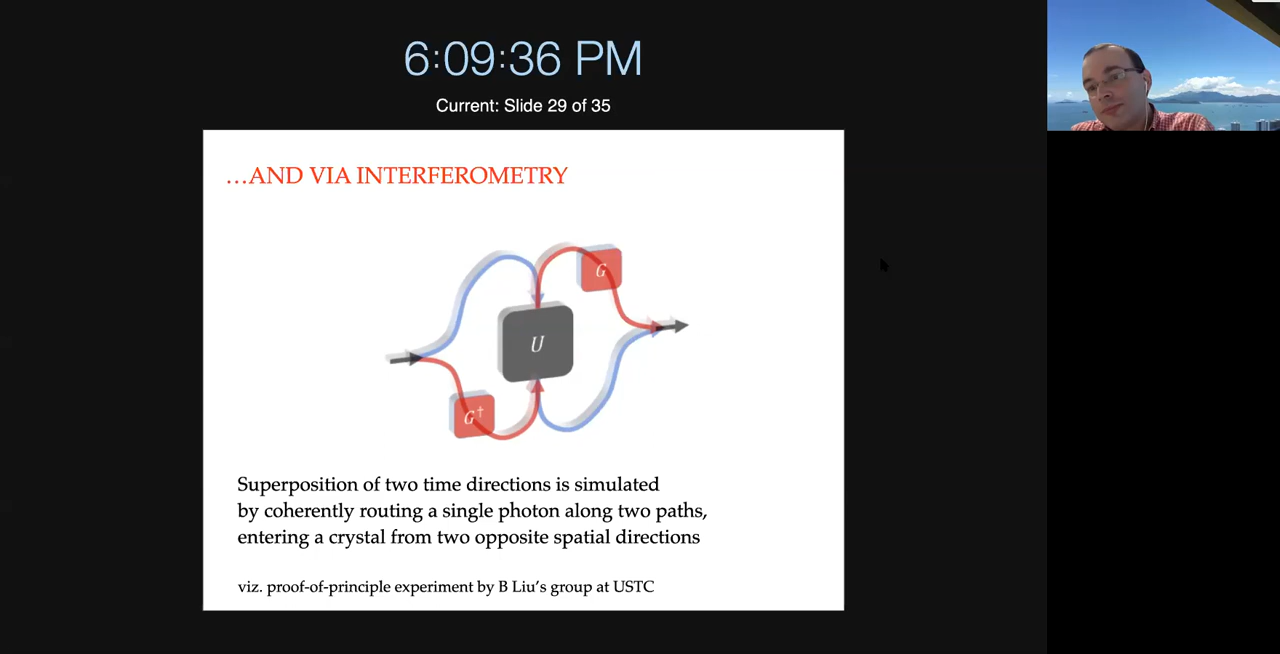 6:09:36 PM
Current: Slide 29 of 35
…AND VIA INTERFEROMETRY
G
U
G†
Superposition of two time directions is simulated
by coherently routing a single photon along two paths,
entering a crystal from two opposite spatial directions
viz. proof-of-principle experiment by B Liu's group at USTC